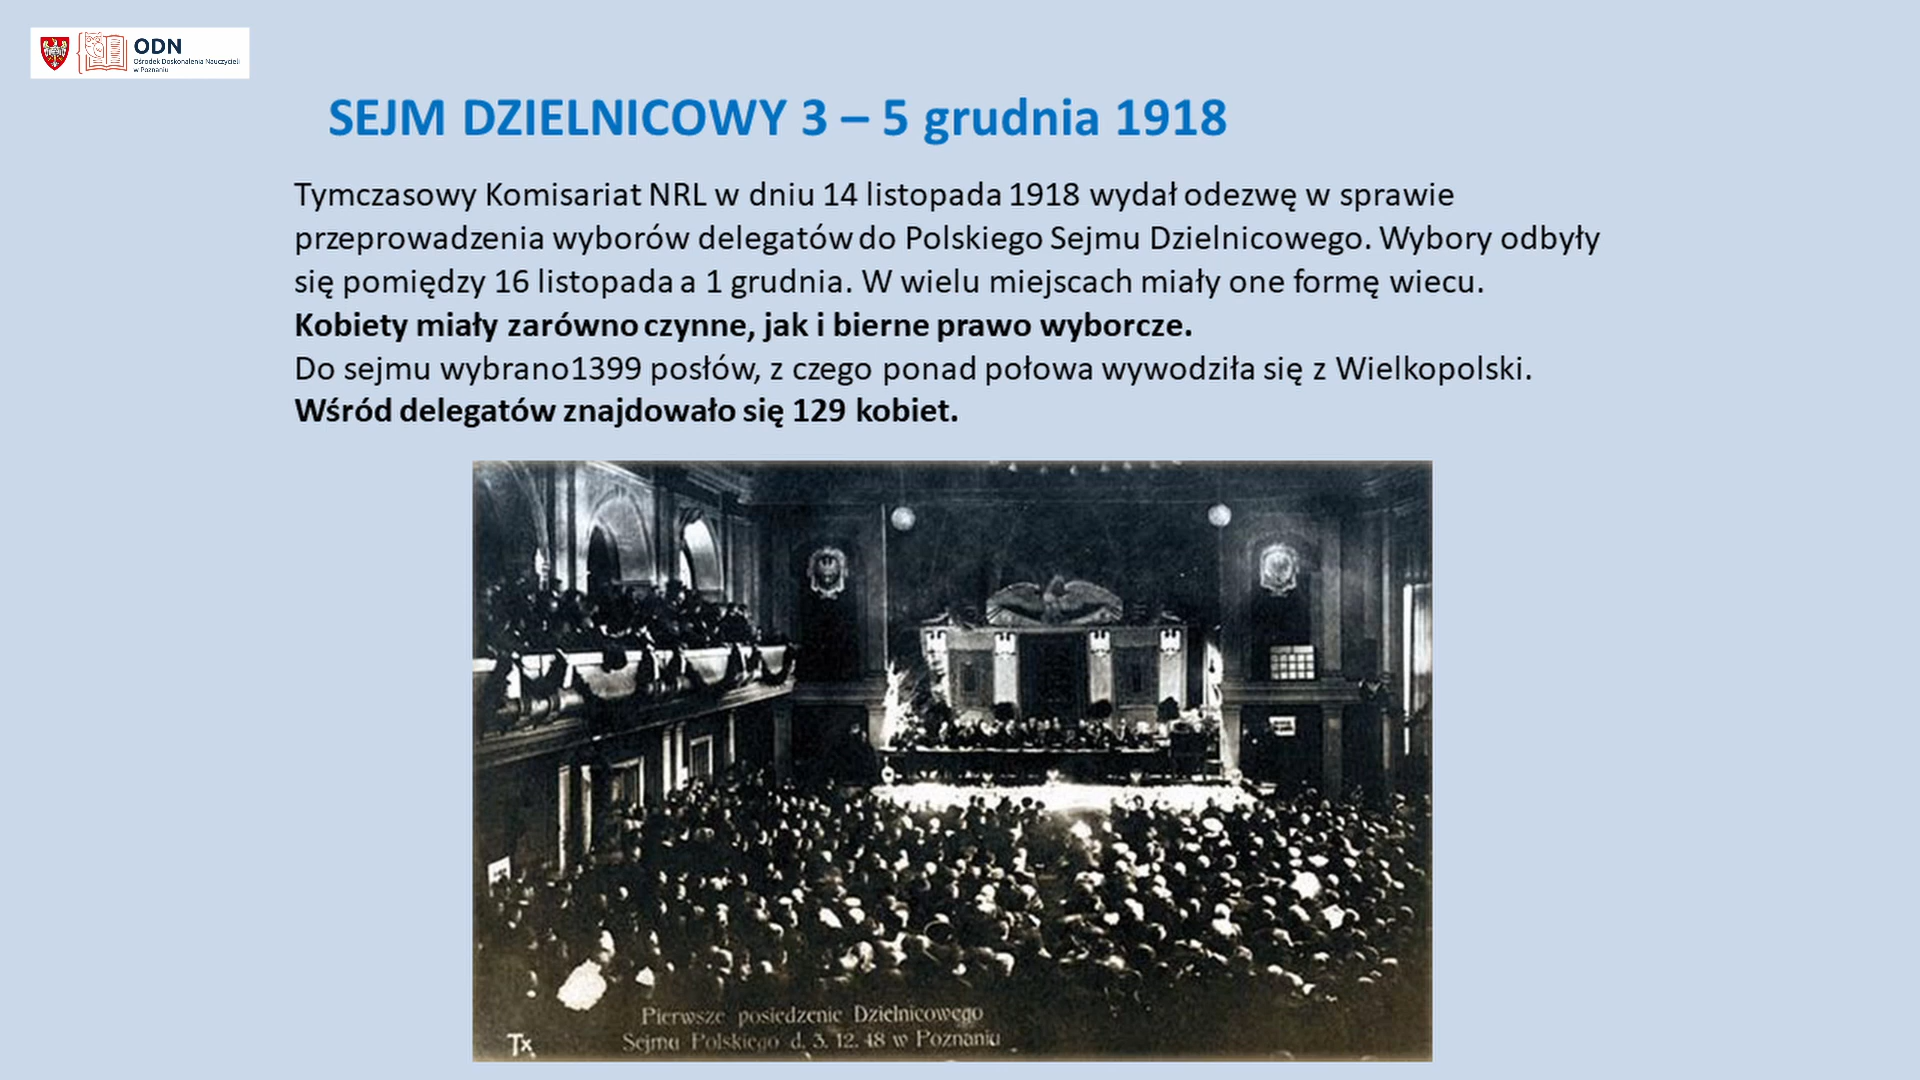 ODN
Ośrodek Doskonalenia Nauczycieli
w Poznaniu
SEJM DZIELNICOWY 3 – 5 grudnia 1918
Tymczasowy Komisariat NRL w dniu 14 listopada 1918 wydał odezwę w sprawie
przeprowadzenia wyborów delegatów do Polskiego Sejmu Dzielnicowego. Wybory odbyły
się pomiędzy 16 listopada a 1 grudnia. W wielu miejscach miały one formę wiecu.
Kobiety miały zarówno czynne, jak i bierne prawo wyborcze.
Do sejmu wybrano1399 posłów, z czego ponad połowa wywodziła się z Wielkopolski.
Wśród delegatów znajdowało się 129 kobiet.
Pierwsze posiedzenie Dzielnicowego
Sejmu Polskiego d. 3. 12. 18 w Poznaniu
Tx